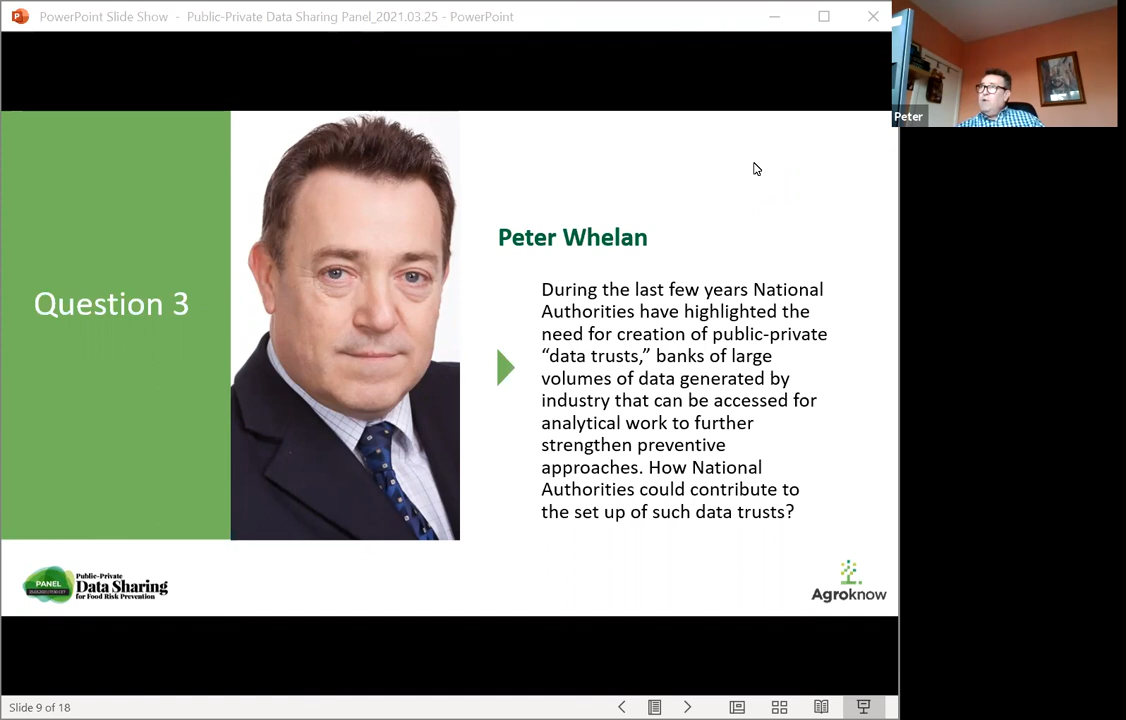 PowerPoint Slide Show - Public-Private Data Sharing Panel_2021.03.25 - PowerPoint
Peter
Peter Whelan
Question 3
During the last few years National
Authorities have highlighted the
need for creation of public-private
“data trusts,” banks of large
volumes of data generated by
industry that can be accessed for
analytical work to further
strengthen preventive
approaches. How National
Authorities could contribute to
the set up of such data trusts?
PANEL
Public-Private
Data Sharing
for Food Risk Prevention
Agroknow
Slide 9 of 18